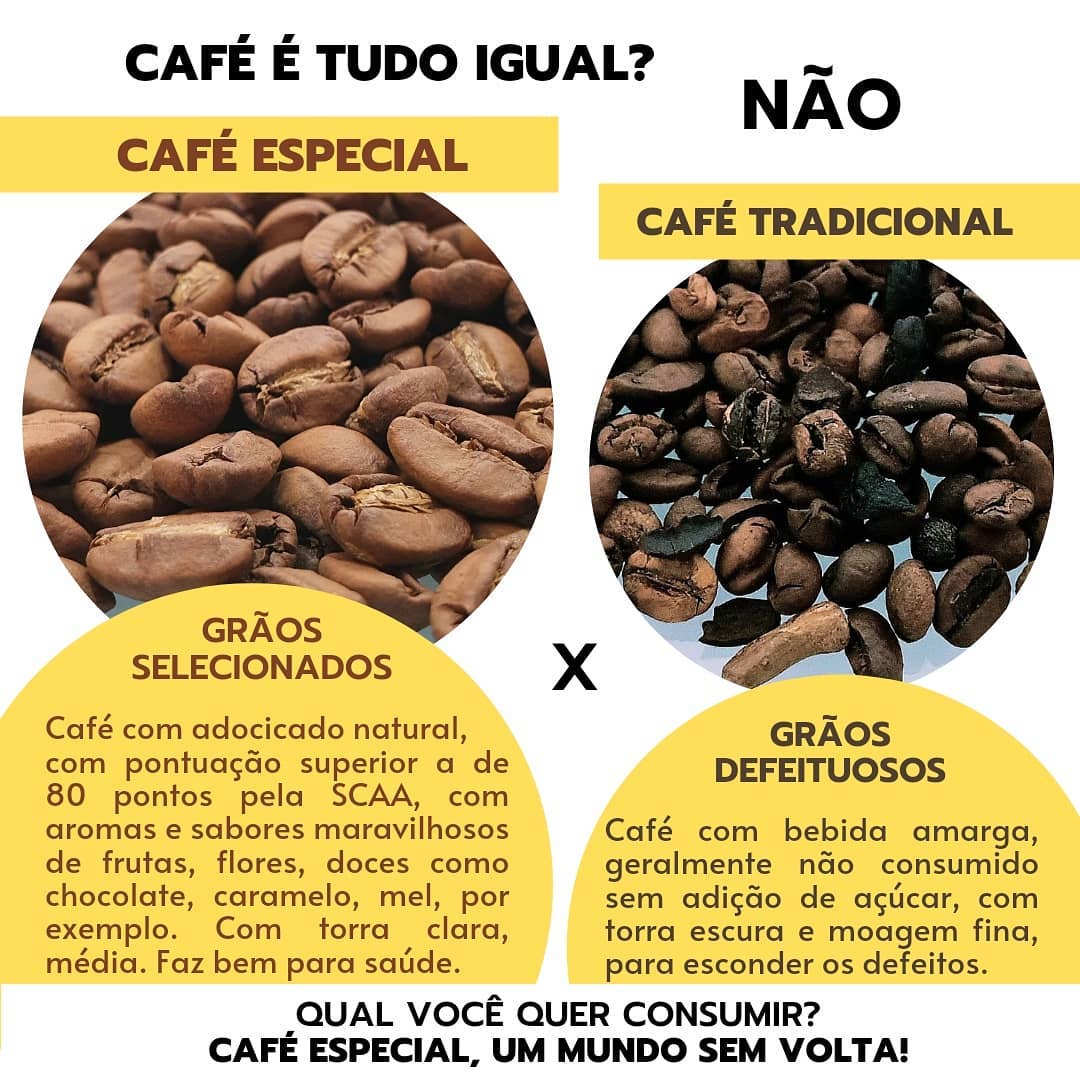 CAFÉ É TUDO IGUAL?
NÃO
CAFÉ ESPECIAL
CAFÉ TRADICIONAL
GRÃOS
SELECIONADOS
Café com adocicado natural,
com pontuação superior a de
80 pontos pela SCAA, com
aromas e sabores maravilhosos
de frutas, flores, doces como
chocolate, caramelo, mel, por
exemplo. Com torra clara,
média. Faz bem para saúde.
X
GRÃOS
DEFEITUOSOS
Café com bebida amarga,
geralmente não consumido
sem adição de açúcar, com
torra escura e moagem fina,
para esconder os defeitos.
QUAL VOCÊ QUER CONSUMIR?
CAFÉ ESPECIAL, UM MUNDO SEM VOLTA!